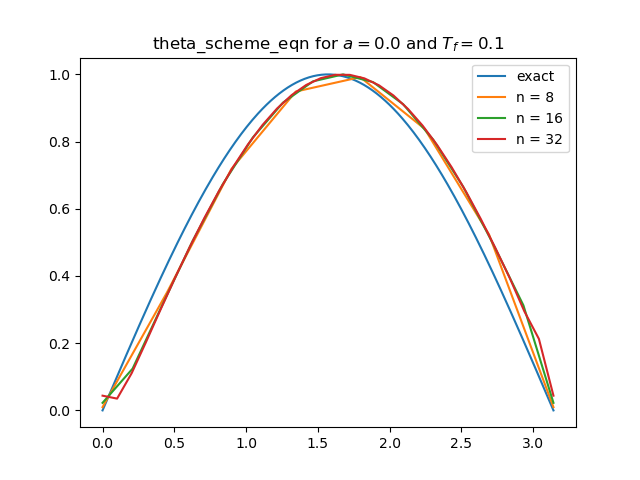 theta_scheme_eqn for a = 0.0 and T_f = 0.1
exact
n = 8
n = 16
n = 32
1.0
0.8
0.6
0.4
0.2
0.0
0.0 0.5 1.0 1.5 2.0 2.5 3.0